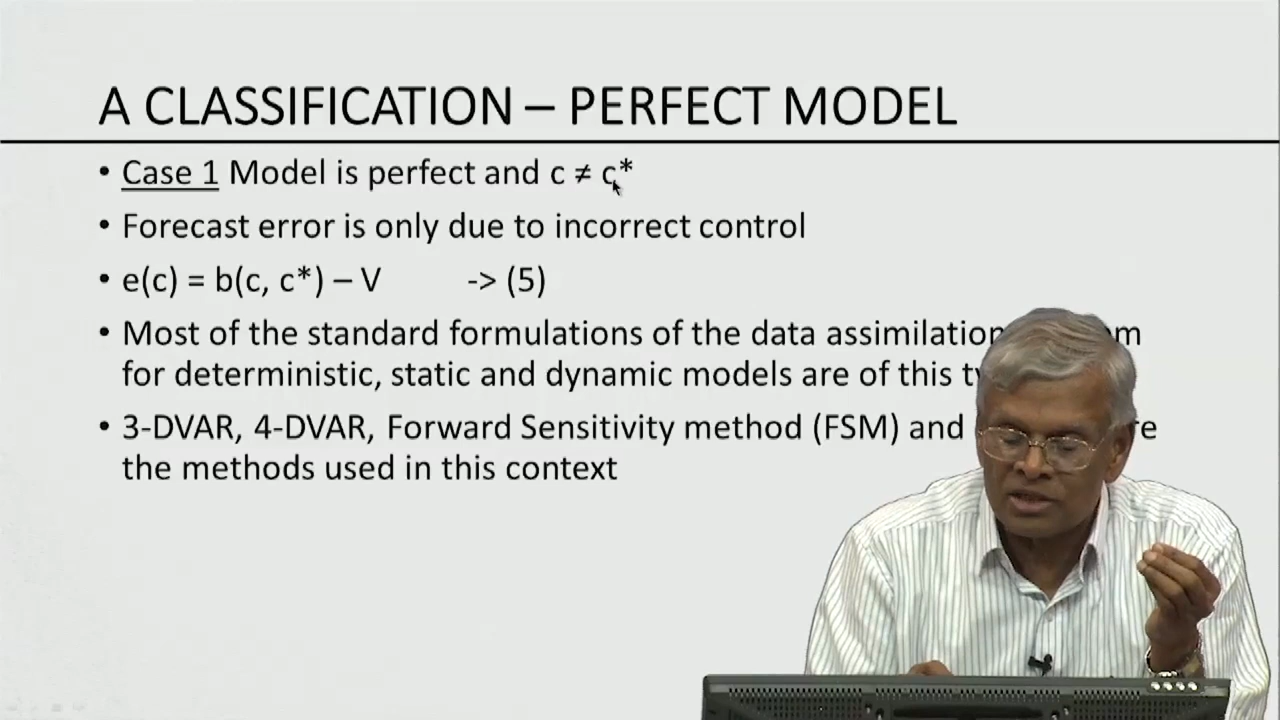 A CLASSIFICATION – PERFECT MODEL
• Case 1 Model is perfect and c ≠ c*
• Forecast error is only due to incorrect control
• e(c) = b(c, c*) – V -> (5)
• Most of the standard formulations of the data assimilation
for deterministic, static and dynamic models are of this
• 3-DVAR, 4-DVAR, Forward Sensitivity method (FSM) and
the methods used in this context